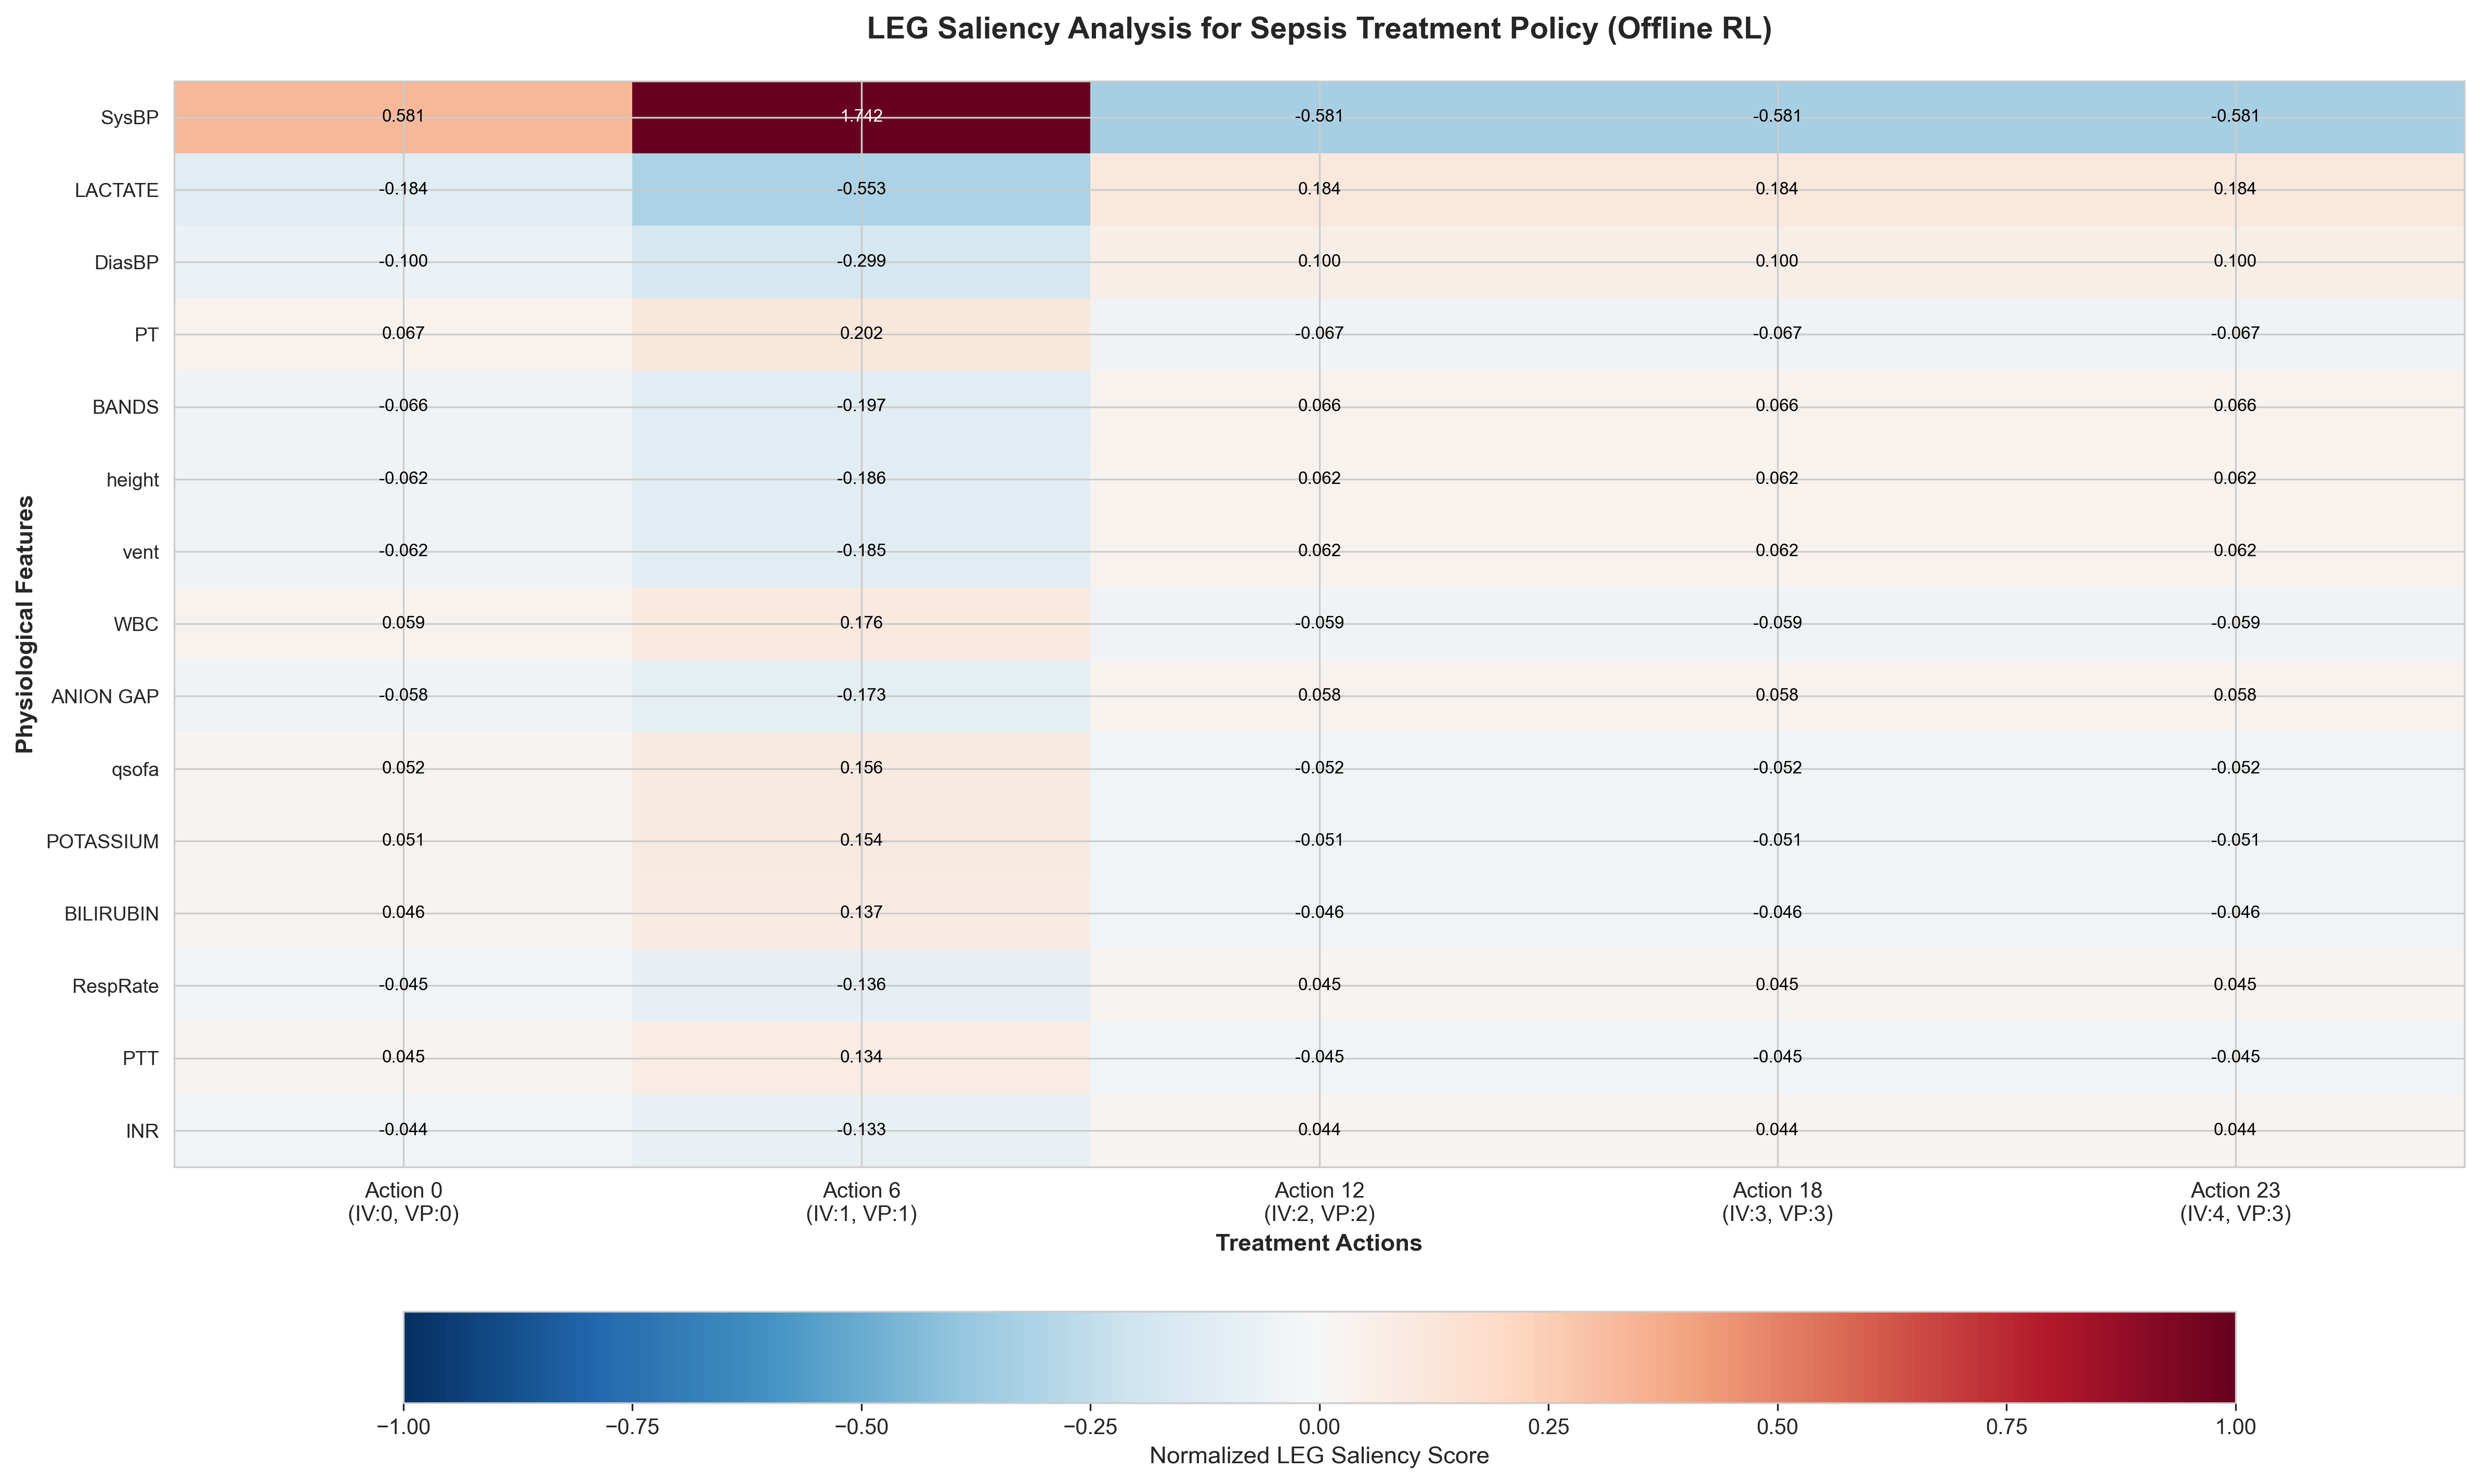 LEG Saliency Analysis for Sepsis Treatment Policy (Offline RL)
Physiological Features
SysBP 0.581 1.742 -0.581 -0.581 -0.581
LACTATE -0.184 -0.553 0.184 0.184 0.184
DiasBP -0.100 -0.299 0.100 0.100 0.100
PT 0.067 0.202 -0.067 -0.067 -0.067
BANDS -0.066 -0.197 0.066 0.066 0.066
height -0.062 -0.186 0.062 0.062 0.062
vent -0.062 -0.185 0.062 0.062 0.062
WBC 0.059 0.176 -0.059 -0.059 -0.059
ANION GAP -0.058 -0.173 0.058 0.058 0.058
qsofa 0.052 0.156 -0.052 -0.052 -0.052
POTASSIUM 0.051 0.154 -0.051 -0.051 -0.051
BILIRUBIN 0.046 0.137 -0.046 -0.046 -0.046
RespRate -0.045 -0.136 0.045 0.045 0.045
PTT 0.045 0.134 -0.045 -0.045 -0.045
INR -0.044 -0.133 0.044 0.044 0.044
Action 0 Action 6 Action 12 Action 18 Action 23
(IV:0, VP:0) (IV:1, VP:1) (IV:2, VP:2) (IV:3, VP:3) (IV:4, VP:3)
Treatment Actions
−1.00 −0.75 −0.50 −0.25 0.00 0.25 0.50 0.75 1.00
Normalized LEG Saliency Score